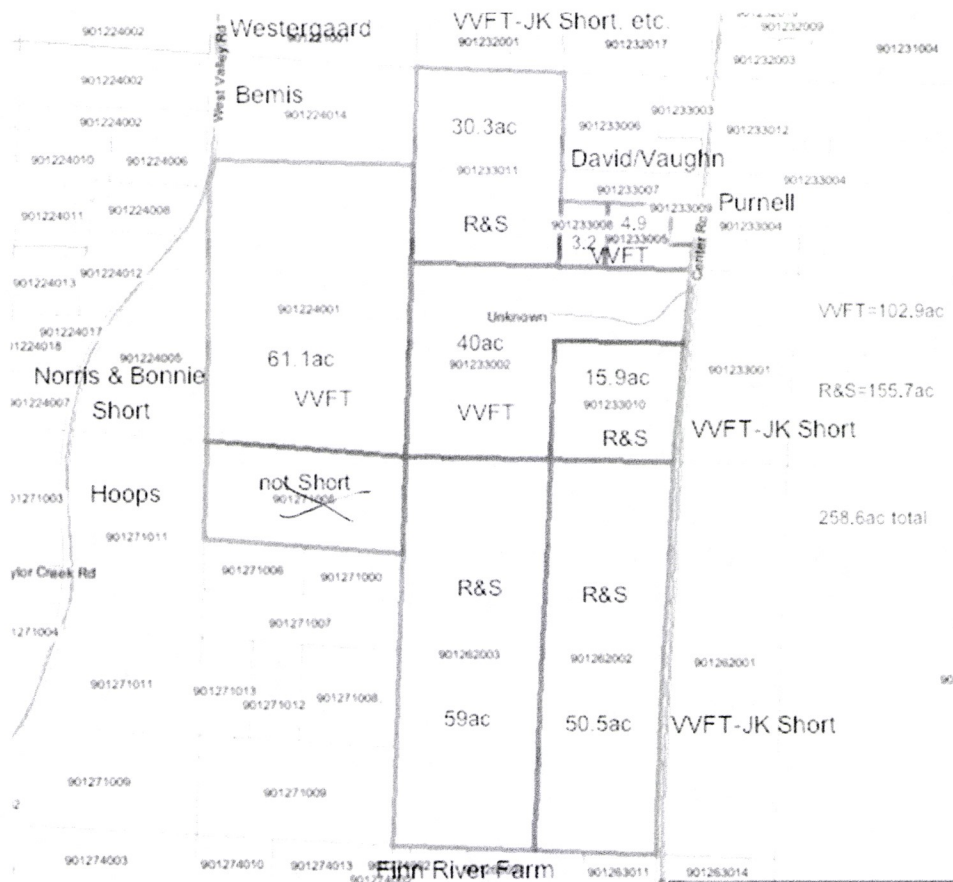 Westergaard
VVFT-JK Short. etc.
901224002
901232001
901232017
901232009
901231004
901232003
West Valley Rd
901224002
Bemis
901224014
901224002
30.3ac
901233006
901233003
901233012
901224010
901224006
901233011
David/Vaughn
901233004
901233007
901224011
901224008
R&S
901233008
4.9
901233009
Purnell
3.2
901233005
901233004
VVFT
Center Rd
901224013
901224012
901224001
Unknown
VVFT=102.9ac
901224017
901224005
61.1ac
40ac
901233002
15.9ac
901233001
Norris & Bonnie
Short
VVFT
VVFT
901233010
R&S
R&S=155.7ac
901224007
VVFT-JK Short
Hoops
not Short
258.6ac total
901271011
901271006
901271000
R&S
R&S
901271007
901262003
901262002
901262001
901271011
901271013
901271012
901271008
59ac
50.5ac
VVFT-JK Short
901271009
901271009
901274003
901274010
901274013
Finn River Farm
901263011
901263014